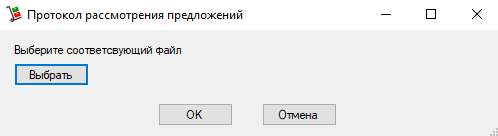 Протокол рассмотрения предложений
Выберите соответсвующий файл
Выбрать
OK
Отмена